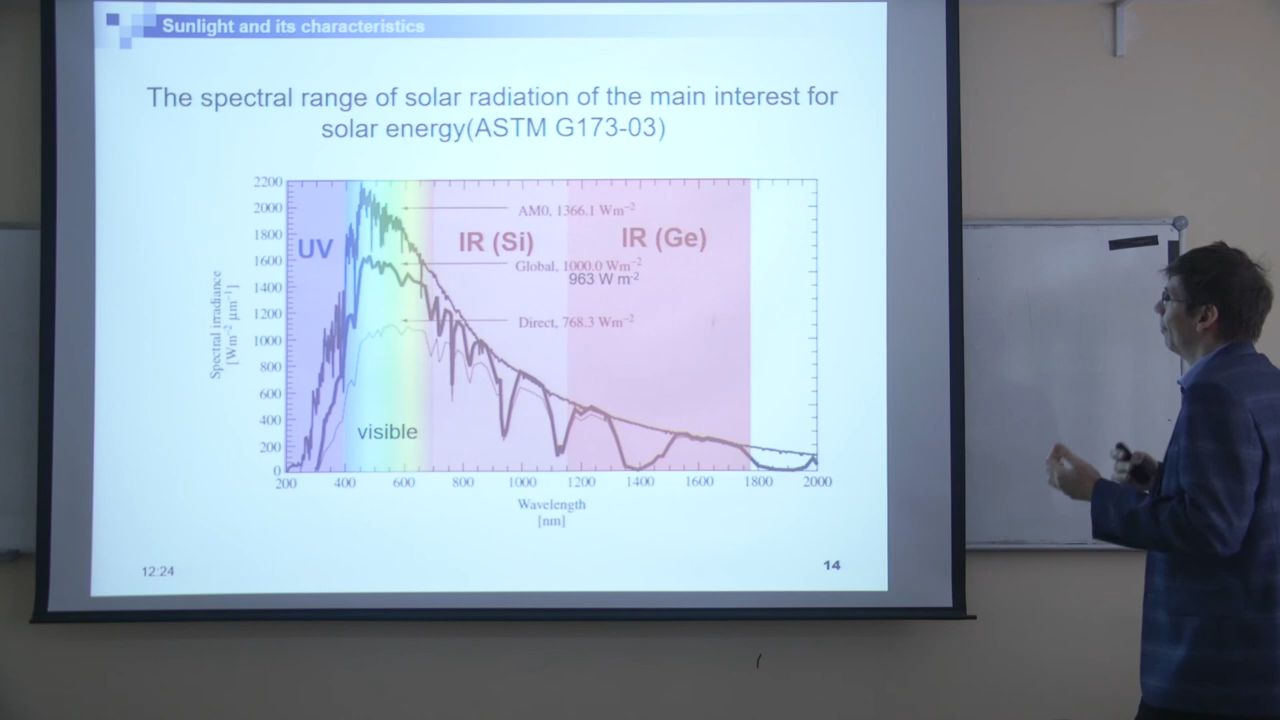 Sunlight and its characteristics
The spectral range of solar radiation of the main interest for
solar energy(ASTM G173-03)
2200
2000
1800
1600
1400
1200
1000
800
600
400
200
0
Spectral irradiance
[Wm⁻² μm⁻¹]
UV
visible
IR (Si)
IR (Ge)
AM0, 1366.1 Wm⁻²
Global, 1000.0 Wm⁻²
963 W m⁻²
Direct, 768.3 Wm⁻²
200 400 600 800 1000 1200 1400 1600 1800 2000
Wavelength
[nm]
12:24
14